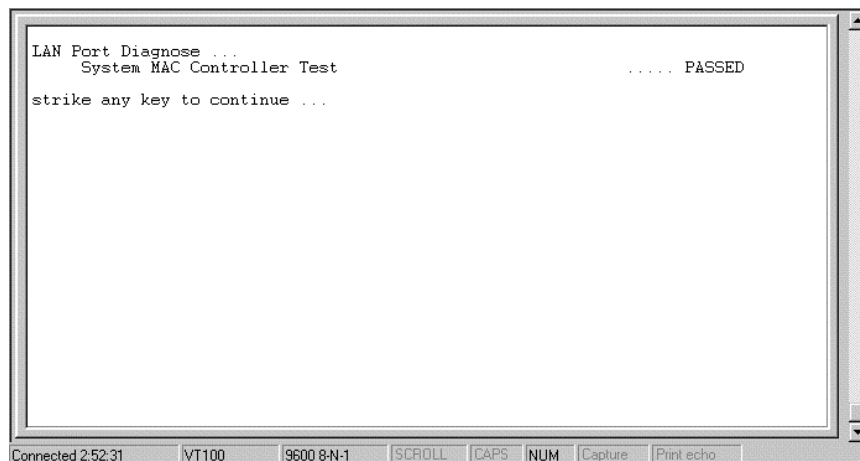 LAN Port Diagnose ...
System MAC Controller Test ..... PASSED
strike any key to continue ...
Connected 2:52:31 VT100 9600 8-N-1 SCROLL CAPS NUM Capture Print echo